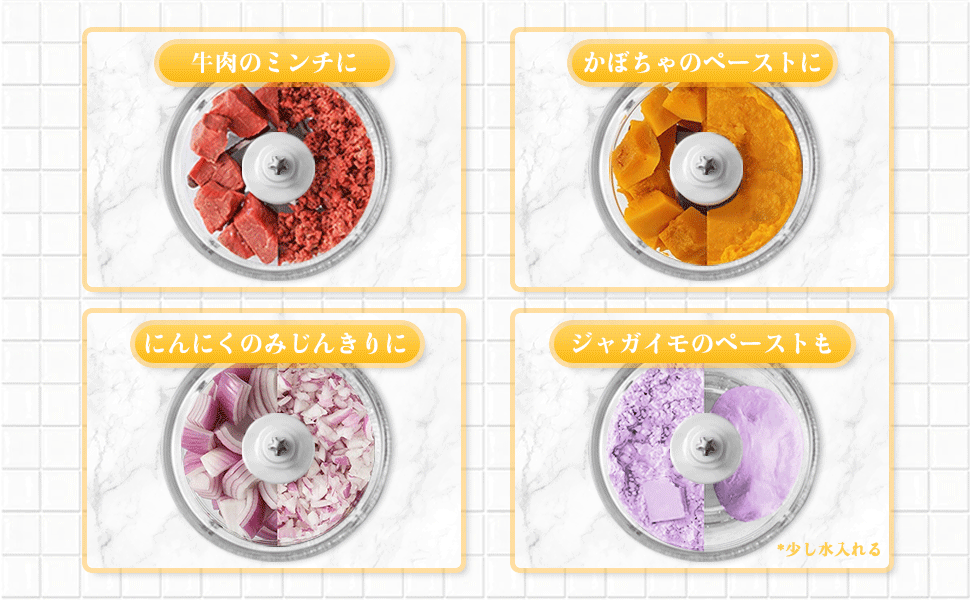 牛肉のミンチに
かぼちゃのペーストに
にんにくのみじんきりに
ジャガイモのペーストも
*少し水入れる